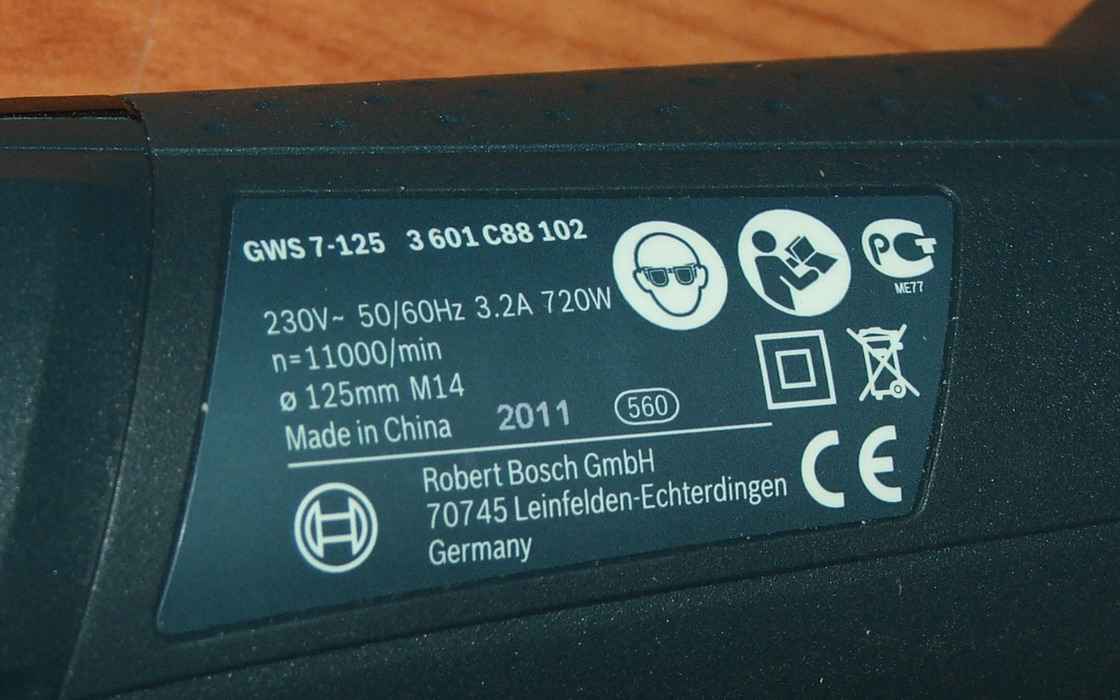 GWS 7-125 3 601 C88 102
230V~ 50/60Hz 3.2A 720W
n=11000/min
ø 125mm M14
Made in China 2011 560
PCT
ME77
CE
Robert Bosch GmbH
70745 Leinfelden-Echterdingen
Germany